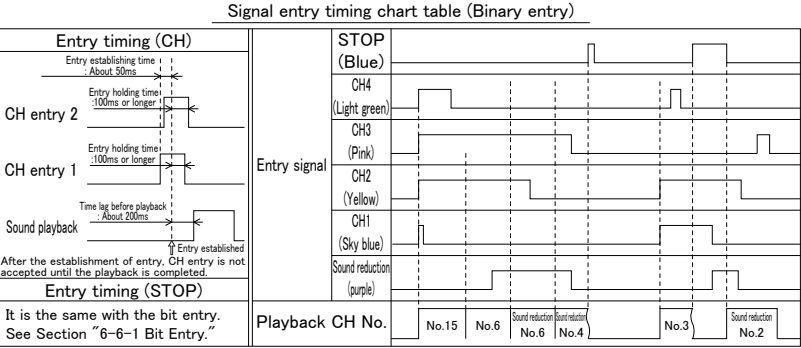 Signal entry timing chart table (Binary entry)
Entry timing (CH)
Entry establishing time
: About 50ms
Entry holding time
:100ms or longer
CH entry 2
Entry holding time
:100ms or longer
CH entry 1
Time lag before playback
: About 200ms
Sound playback
Entry established
After the establishment of entry, CH entry is not
accepted until the playback is completed.
Entry timing (STOP)
It is the same with the bit entry.
See Section "6-6-1 Bit Entry."
Entry signal
STOP
(Blue)
CH4
(Light green)
CH3
(Pink)
CH2
(Yellow)
CH1
(Sky blue)
Sound reduction
(purple)
Playback CH No.
No.15
No.6
Sound reduction
No.6
Sound reduction
No.4
No.3
Sound reduction
No.2